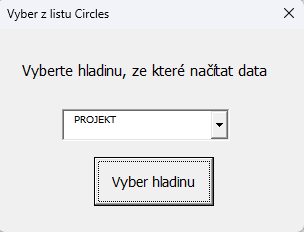 Vyber z listu Circles
Vyberte hladinu, ze které načítat data
PROJEKT
Vyber hladinu